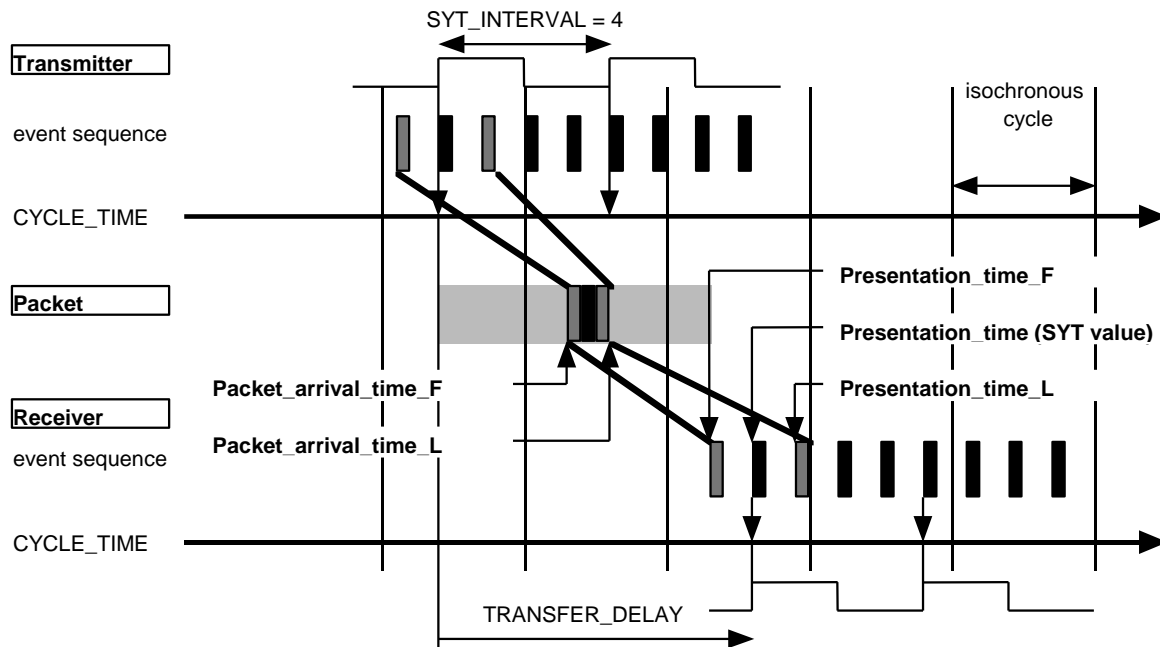 SYT_INTERVAL = 4
Transmitter
isochronous
cycle
event sequence
CYCLE_TIME
Presentation_time_F
Packet
Presentation_time (SYT value)
Packet_arrival_time_F
Presentation_time_L
Receiver
Packet_arrival_time_L
event sequence
CYCLE_TIME
TRANSFER_DELAY